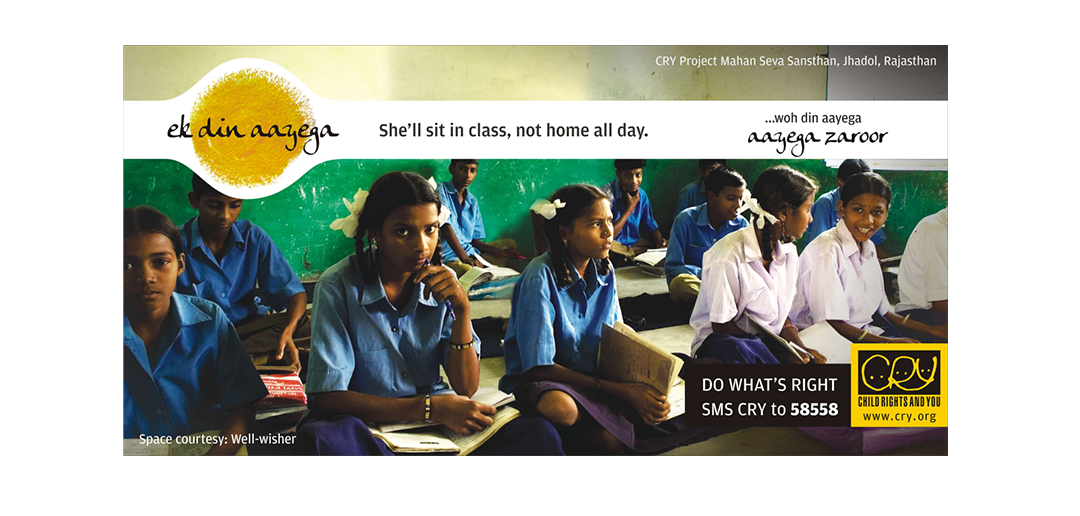 CRY Project Mahan Seva Sansthan, Jhadol, Rajasthan
ek din aayega
She'll sit in class, not home all day.
...woh din aayega
aayega zaroor
DO WHAT'S RIGHT
SMS CRY to 58558
CRY
CHILD RIGHTS AND YOU
www.cry.org
Space courtesy: Well-wisher